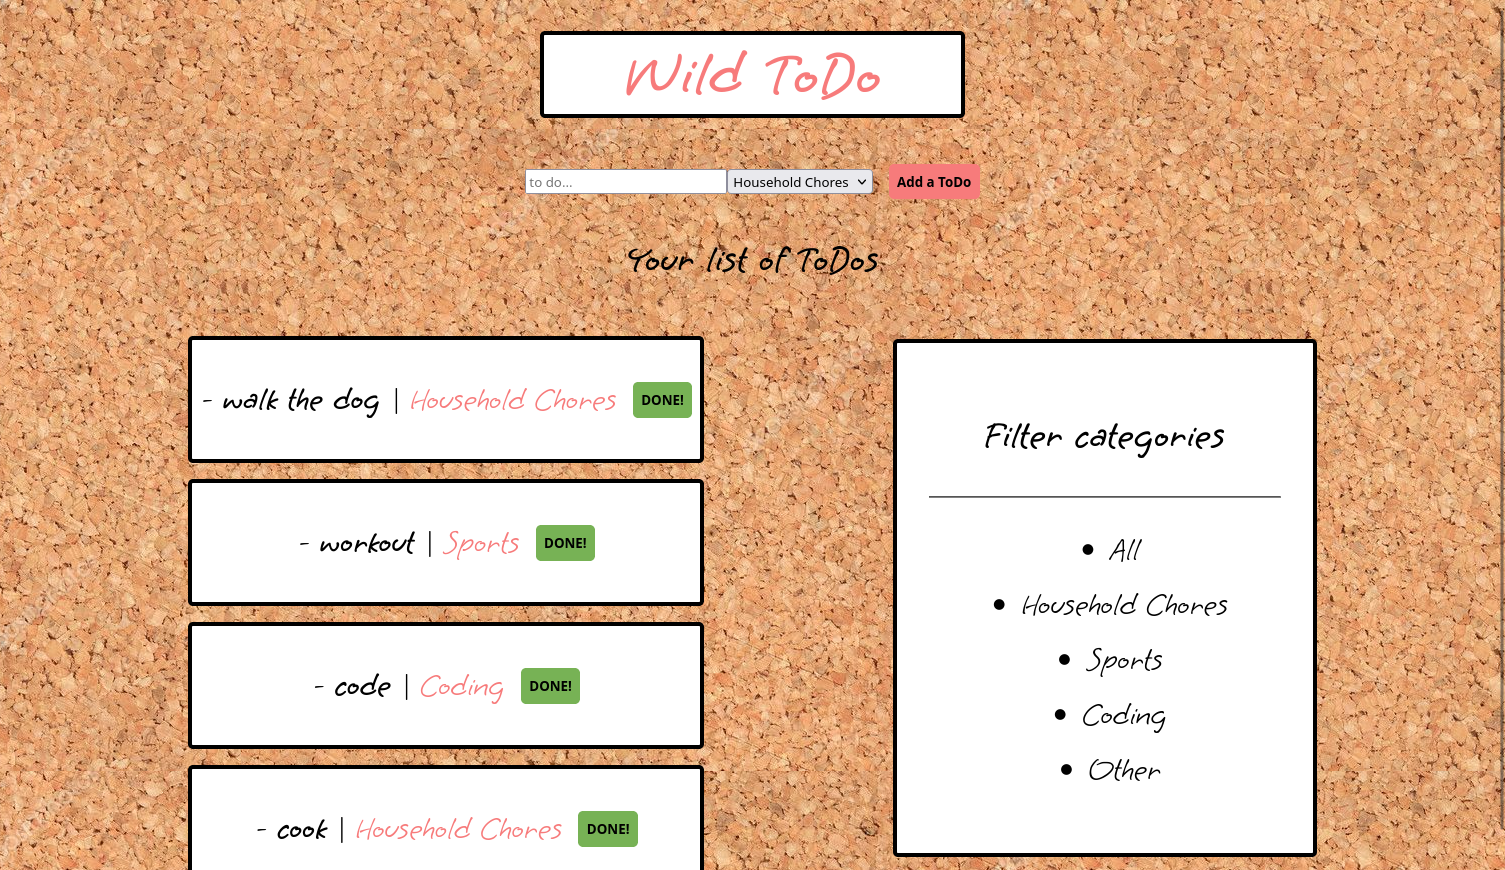 Wild ToDo
to do...
Household Chores
Add a ToDo
Your list of ToDos
- walk the dog | Household Chores DONE!
- workout | Sports DONE!
- code | Coding DONE!
- cook | Household Chores DONE!
Filter categories
• All
• Household Chores
• Sports
• Coding
• Other